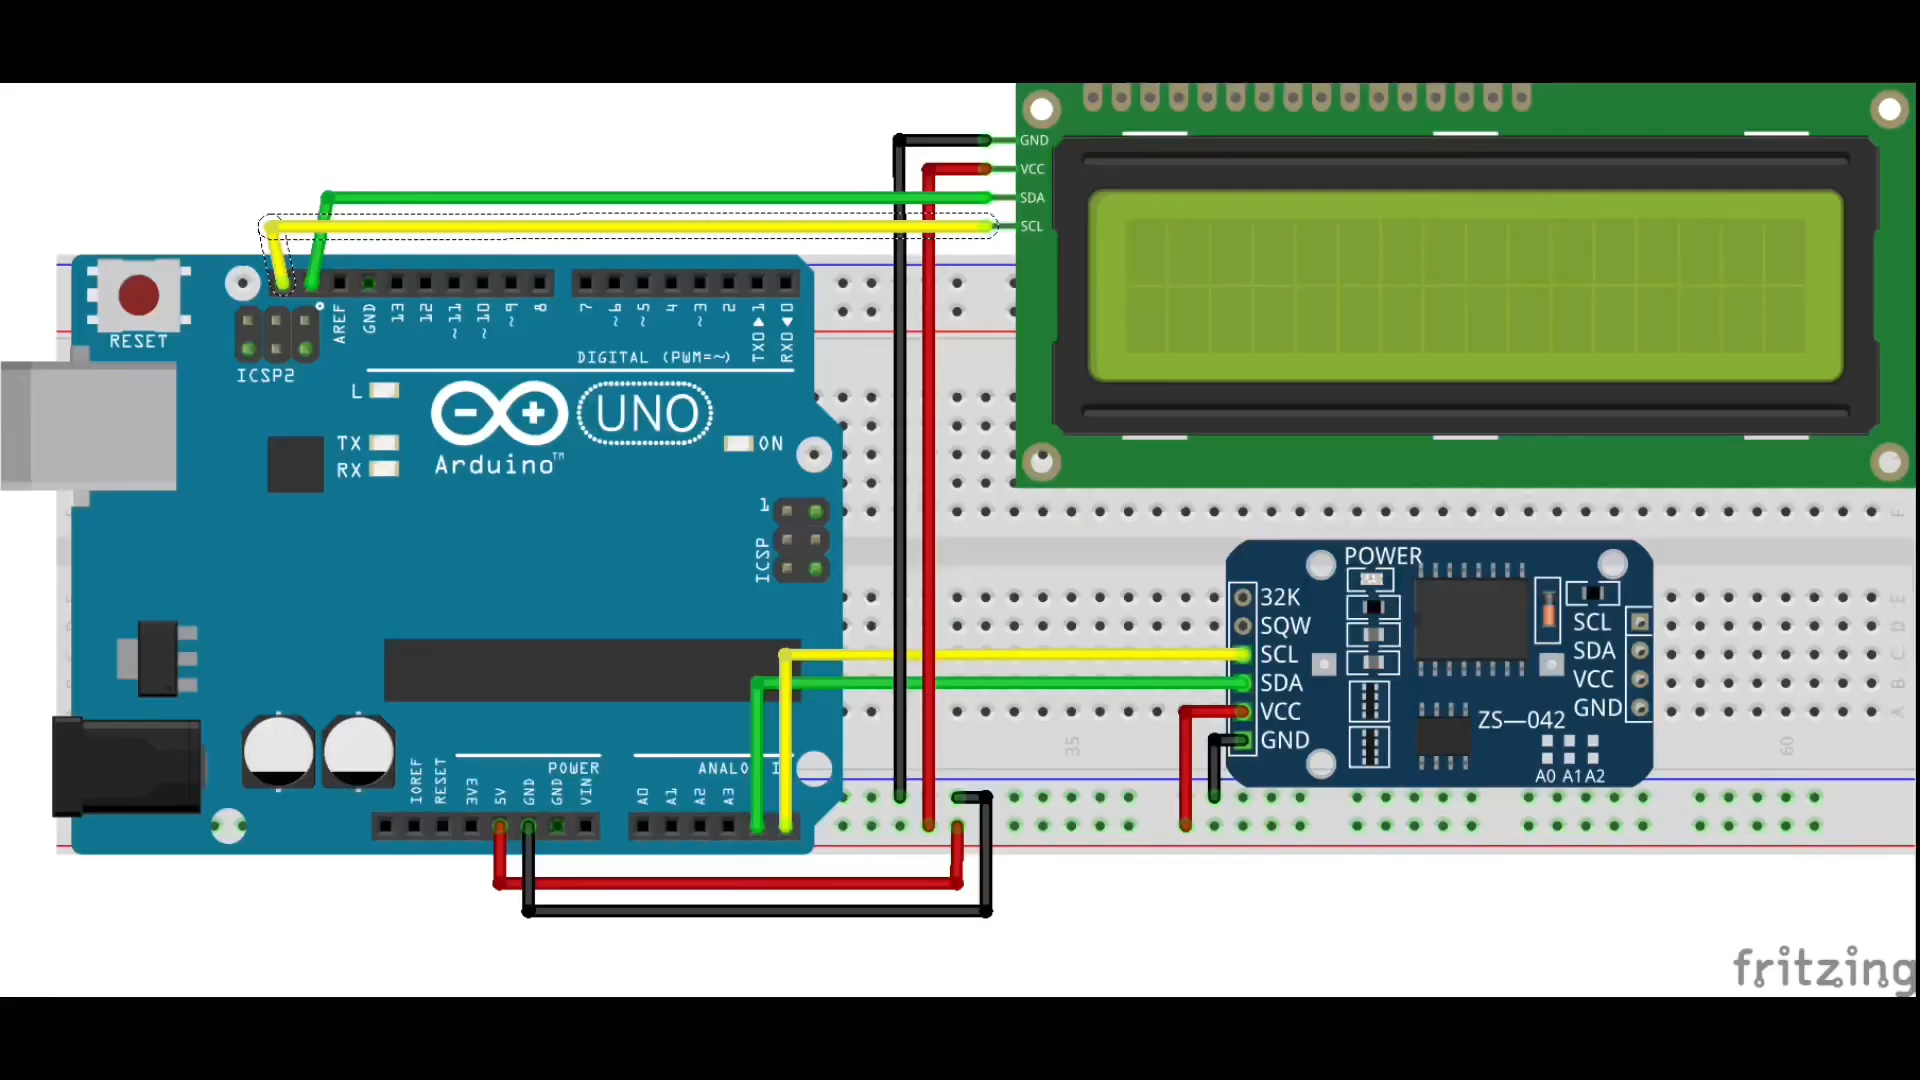 GND
VCC
SDA
SCL
RESET
ICSP2
AREF
GND
13
12
~11
~10
~9
8
7
~6
~5
4
~3
2
TX0▶1
RX0◀0
DIGITAL (PWM=~)
L
TX
RX
UNO
Arduino™
ON
1
ICSP
POWER
32K
SQW
SCL
SDA
VCC
GND
SCL
SDA
VCC
GND
ZS—042
A0 A1 A2
35
60
F
E
D
C
B
A
POWER
ANALO
I
IOREF
RESET
3V3
5V
GND
GND
VIN
A0
A1
A2
A3
fritzing